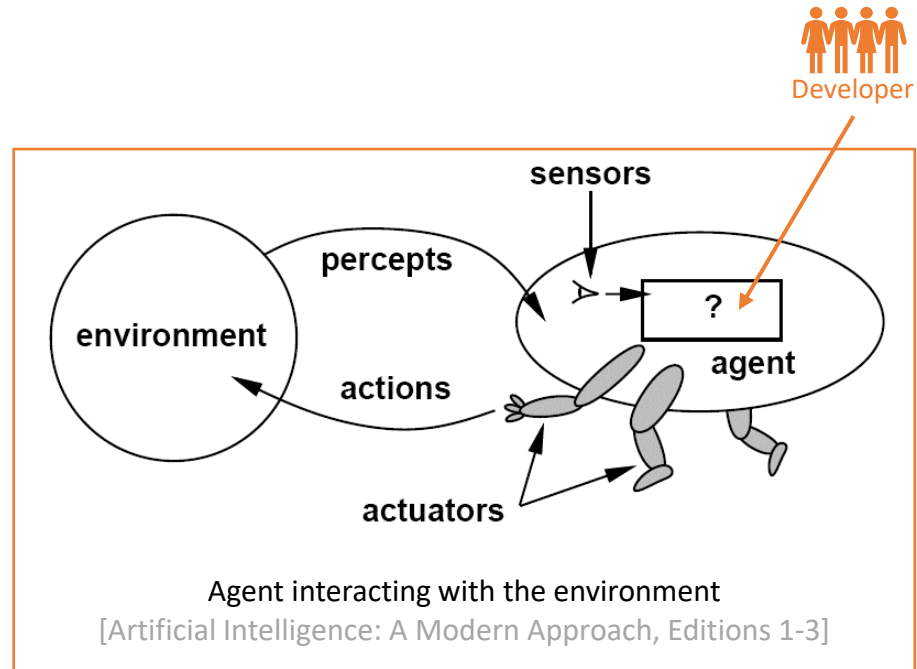 Developer
sensors
percepts
environment
?
agent
actions
actuators
Agent interacting with the environment
[Artificial Intelligence: A Modern Approach, Editions 1-3]